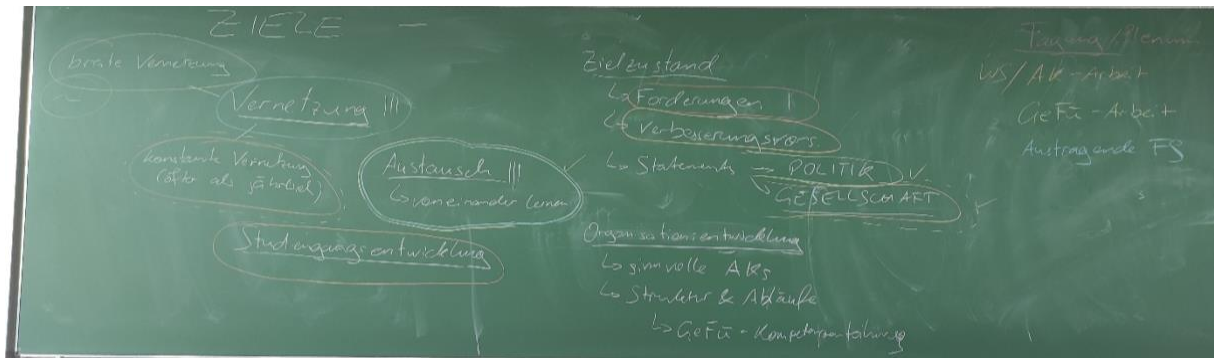 ZIELE —
breite Vernetzung
Vernetzung !!!
konstante Vernetzung
(öfter als jährlich)
Austausch !!!
↳ voneinander lernen
Studiengangsentwicklung
Zielzustand
↳ Forderungen !
↳ Verbesserungsvors.
↳ Statements → POLITIK
GESELLSCHAFT
Organisationsentwicklung
↳ sinnvolle AKs
↳ Struktur & Abläufe
↳ GeFü - Kompetenz
Tagung / Plenum
WS / AK - Arbeit
GeFü - Arbeit
Austragende FS